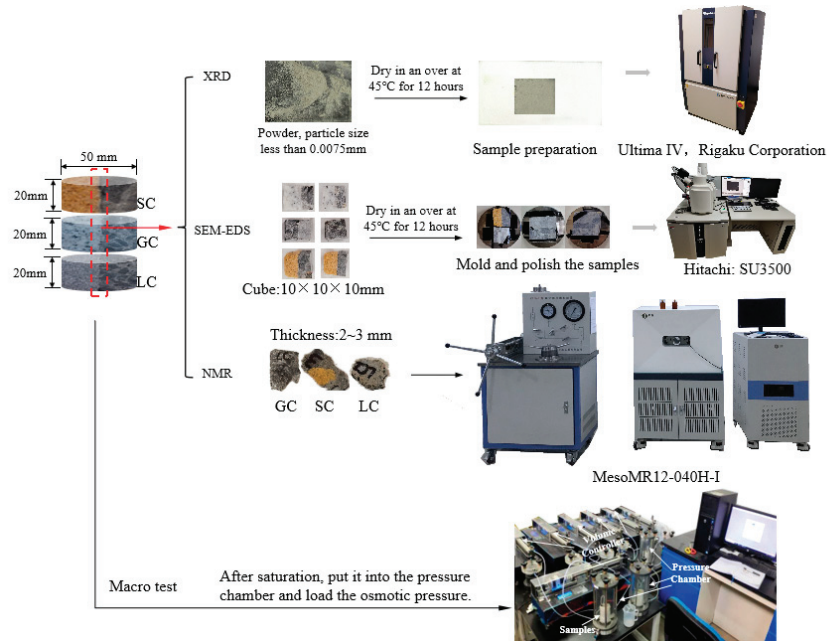 XRD
Dry in an over at
45℃ for 12 hours
Powder, particle size
less than 0.0075mm
Sample preparation
Ultima IV，Rigaku Corporation
50 mm
20mm
SC
20mm
GC
20mm
LC
SEM-EDS
Dry in an over at
45℃ for 12 hours
Cube:10×10×10mm
Mold and polish the samples
Hitachi: SU3500
Thickness:2~3 mm
NMR
GC SC LC
MesoMR12-040H-I
Macro test
After saturation, put it into the pressure
chamber and load the osmotic pressure.
Volume
Controller
Pressure
Chamber
Samples